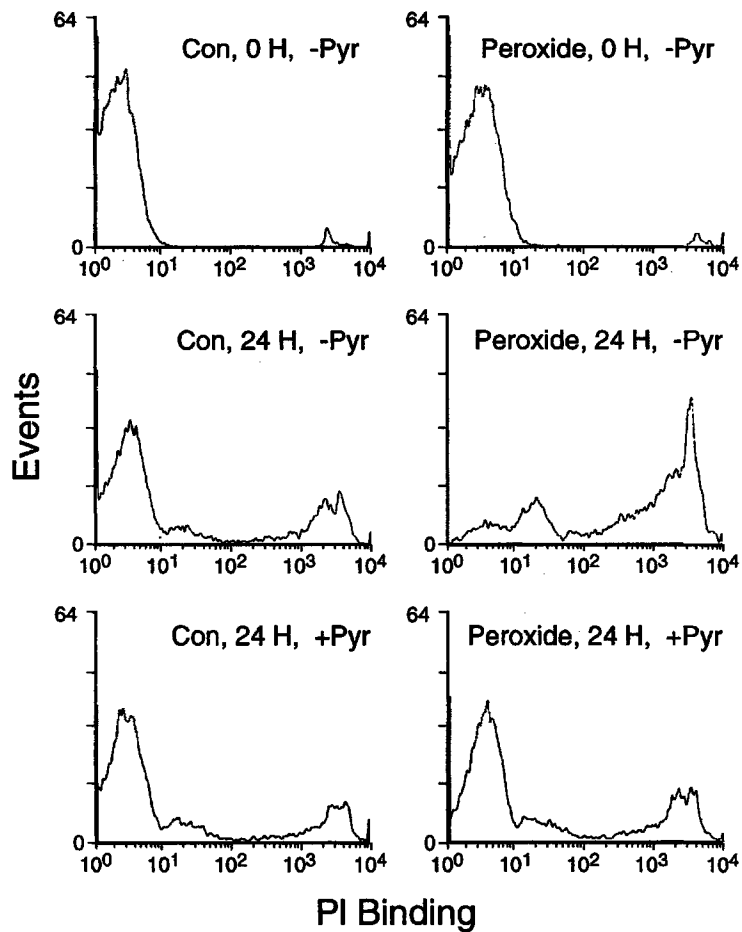 64
Con, 0 H, -Pyr
0
10^0 10^1 10^2 10^3 10^4
Peroxide, 0 H, -Pyr
0
10^0 10^1 10^2 10^3 10^4
64
Con, 24 H, -Pyr
0
10^0 10^1 10^2 10^3 10^4
Peroxide, 24 H, -Pyr
0
10^0 10^1 10^2 10^3 10^4
64
Con, 24 H, +Pyr
0
10^0 10^1 10^2 10^3 10^4
Peroxide, 24 H, +Pyr
0
10^0 10^1 10^2 10^3 10^4
Events
PI Binding